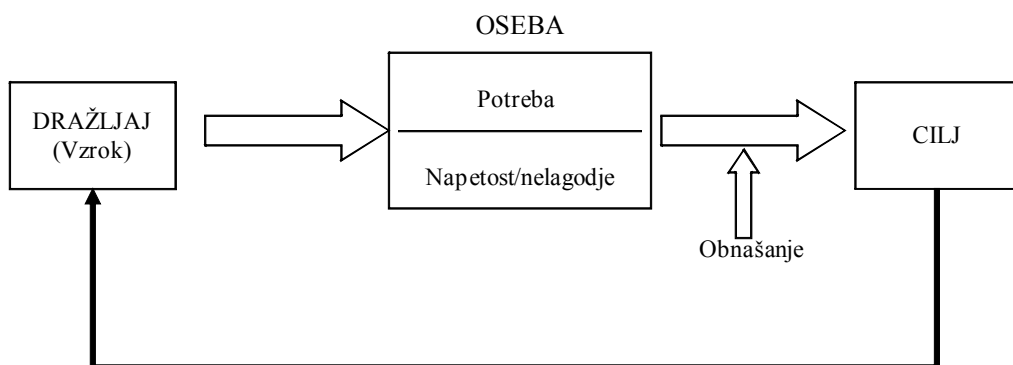 OSEBA
DRAŽLJAJ
(Vzrok)
Potreba
Napetost/nelagodje
CILJ
Obnašanje